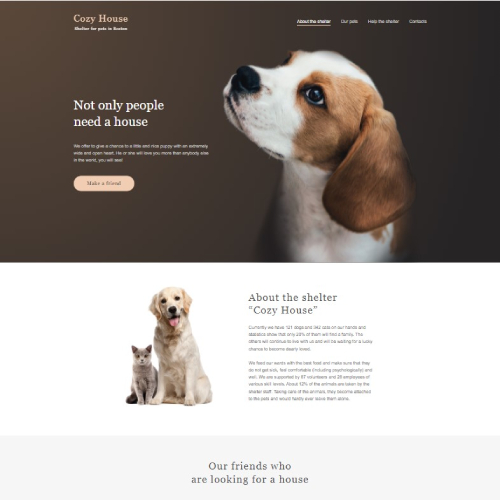 Cozy House
Shelter for pets in Boston
About the shelter
Our pets
Help the shelter
Contacts
Not only people
need a house
We offer to give a chance to a little and nice puppy with an extremely
wide and open heart. He or she will love you more than anybody else
in the world, you will see!
Make a friend
About the shelter
“Cozy House”
Currently we have 121 dogs and 342 cats on our hands and
statistics show that only 20% of them will find a family. The
others will continue to live with us and will be waiting for a lucky
chance to become dearly loved.
We feed our wards with the best food and make sure that they
do not get sick, feel comfortable (including psychologically) and
well. We are supported by 87 volunteers and 28 employees of
various skill levels. About 12% of the animals are taken by the
shelter staff. Taking care of the animals, they become attached
to the pets and would hardly ever leave them alone.
Our friends who
are looking for a house